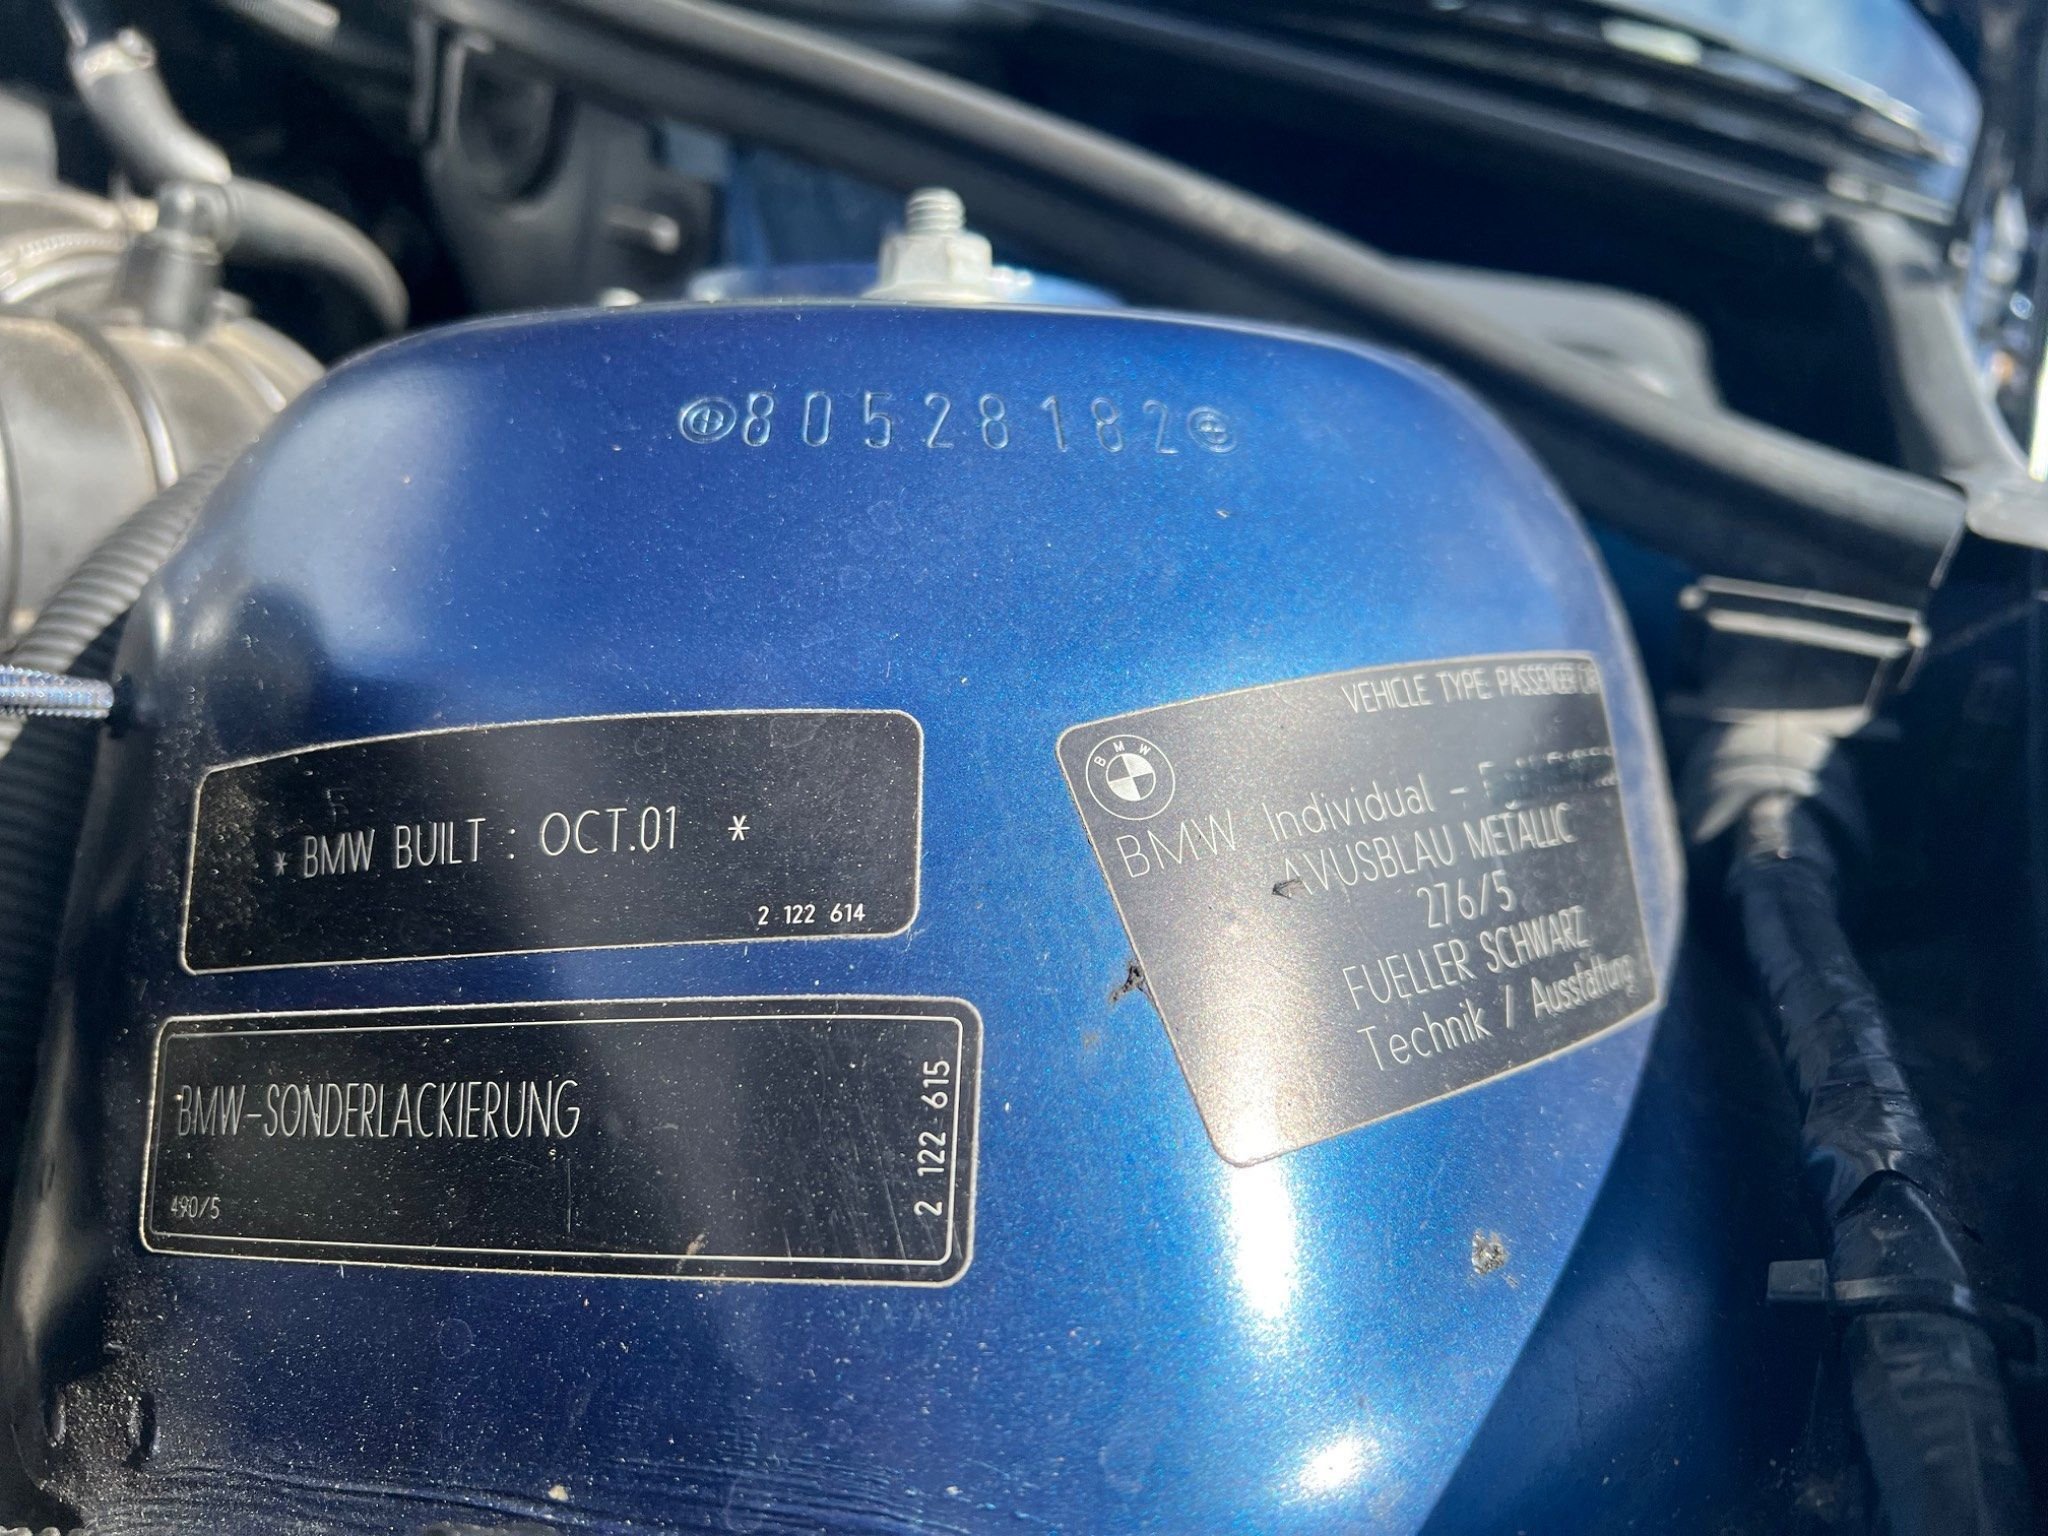 80528182
* BMW BUILT : OCT.01 *
2 122 614
BMW-SONDERLACKIERUNG
490/5
2 122 615
VEHICLE TYPE PASSENGER
BMW
BMW Individual -
AVUSBLAU METALLIC
276/5
FUELLER SCHWARZ
Technik / Ausstattung